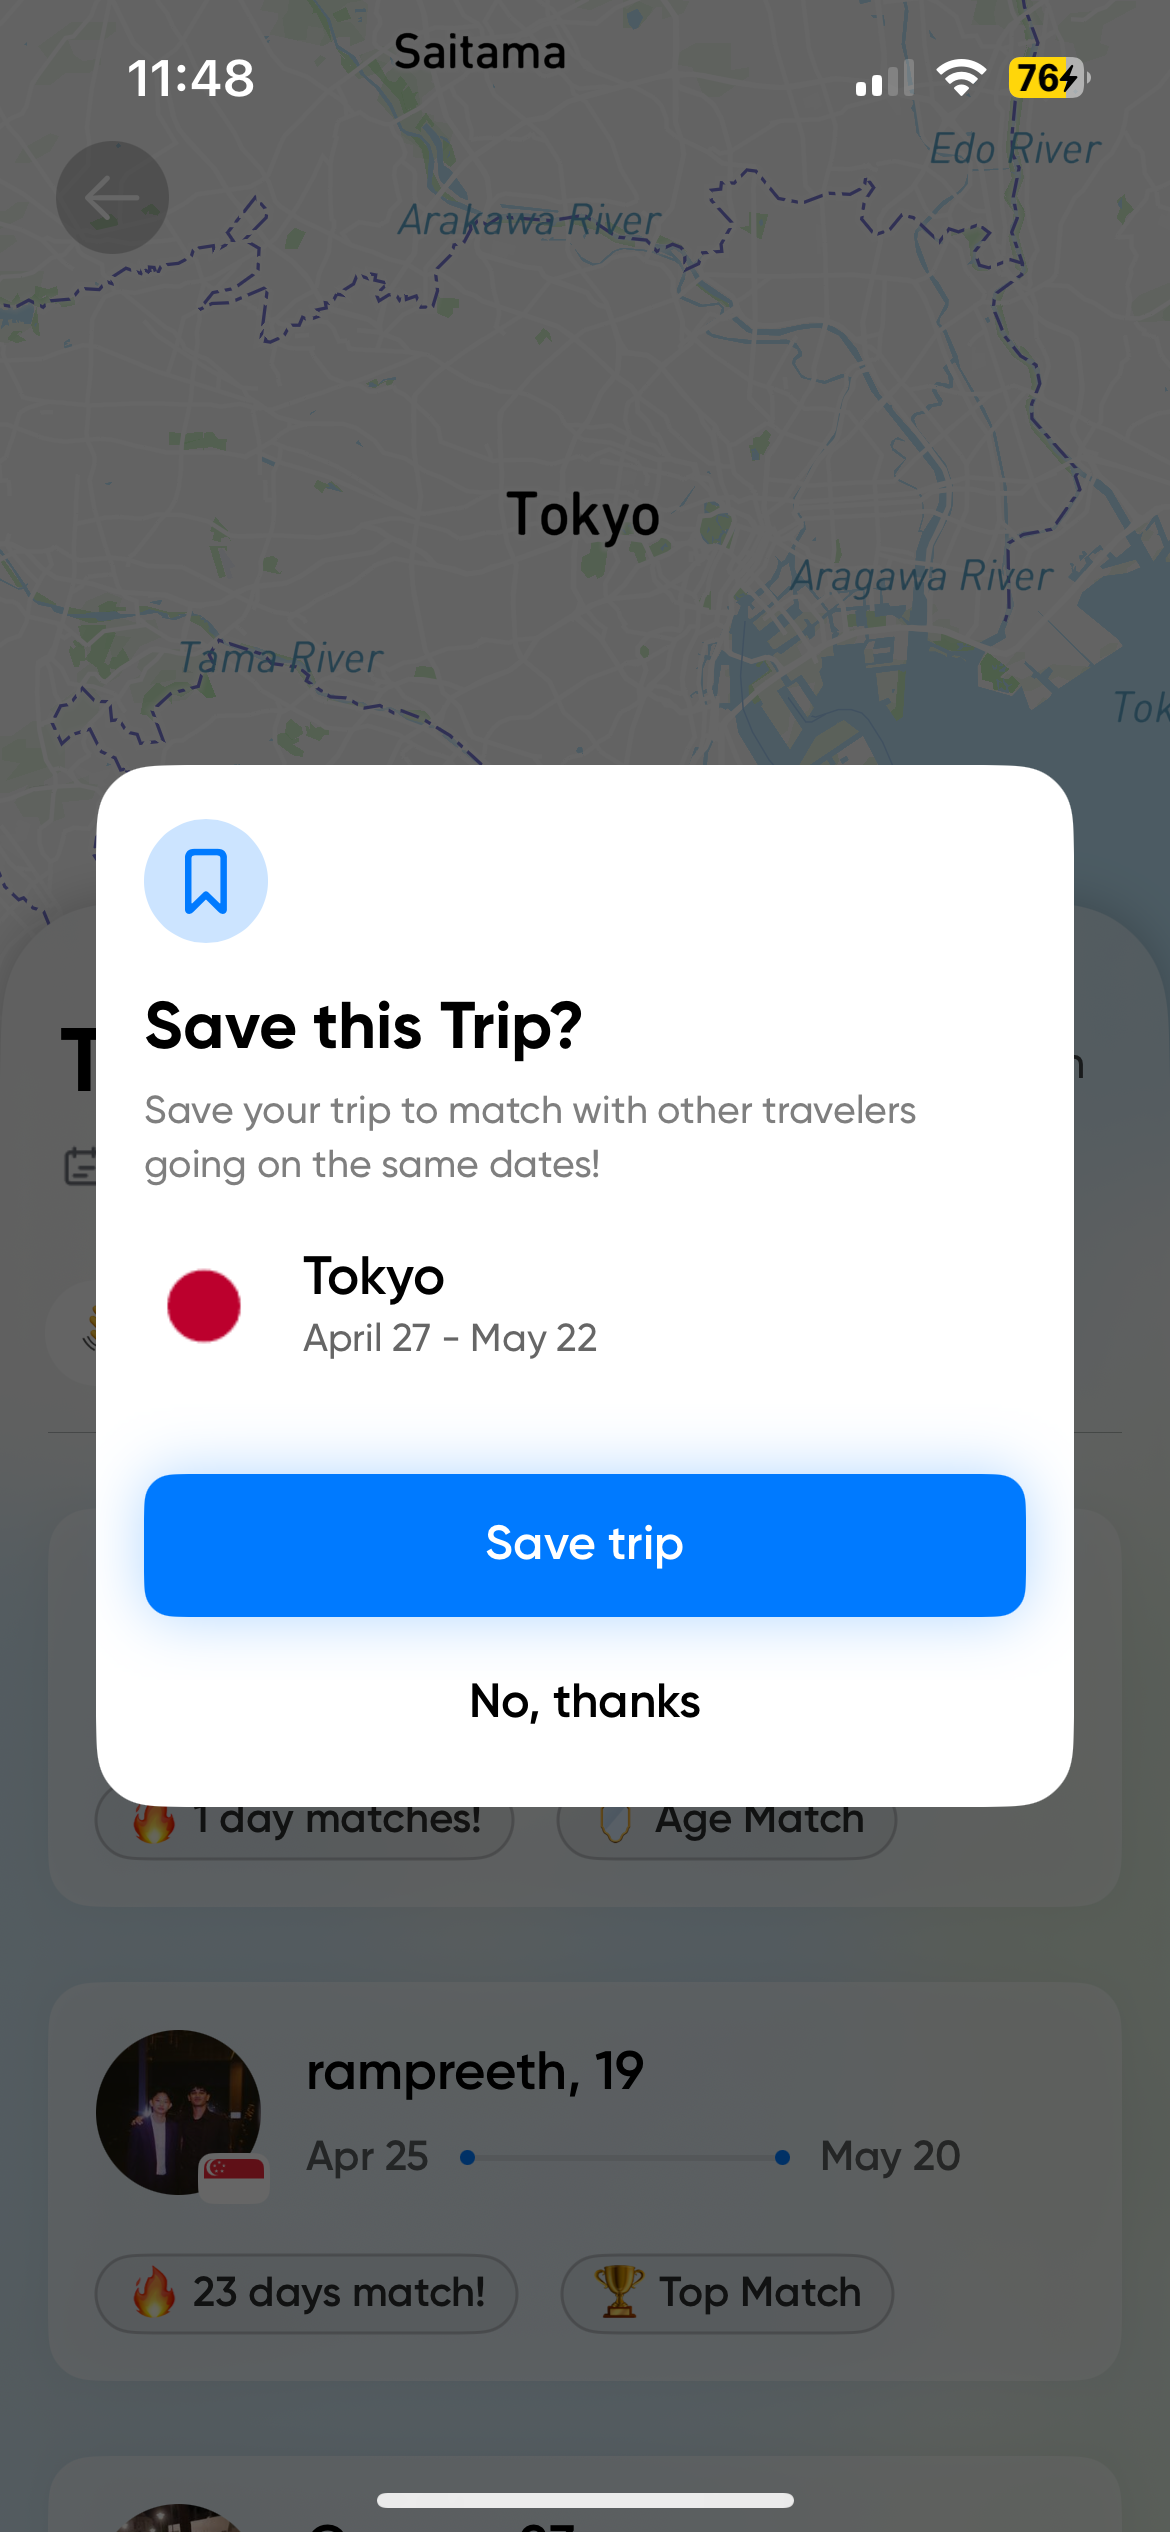 Saitama
11:48
76
Edo River
Arakawa River
Tokyo
Aragawa River
Tama River
Tok
Save this Trip?
Save your trip to match with other travelers
going on the same dates!
Tokyo
April 27 - May 22
Save trip
No, thanks
1 day matches!
Age Match
rampreeth, 19
Apr 25
May 20
23 days match!
Top Match